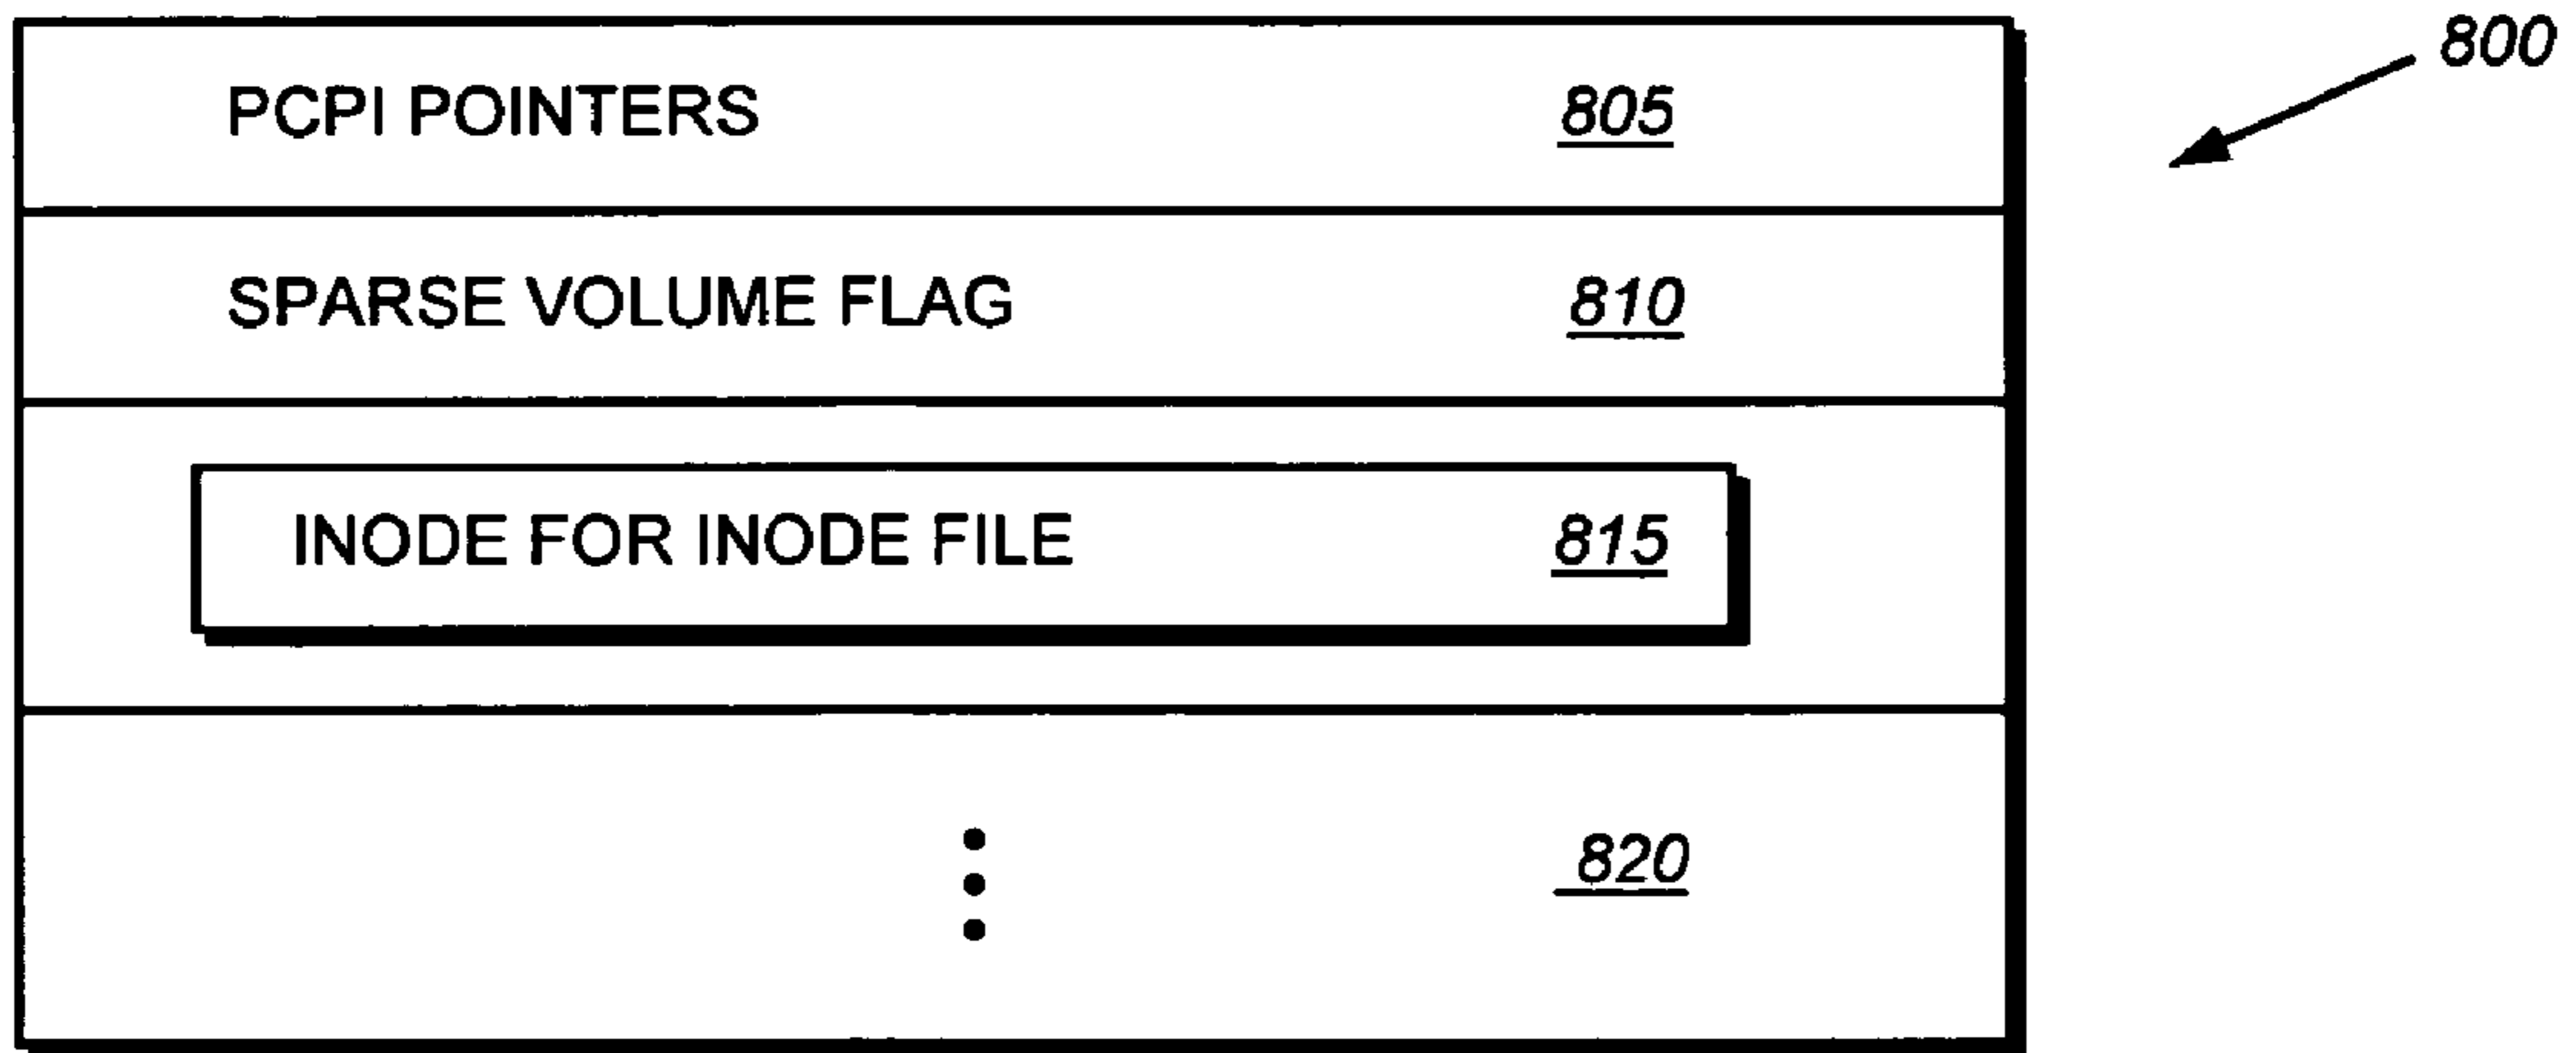 800
PCPI POINTERS 805
SPARSE VOLUME FLAG 810
INODE FOR INODE FILE 815
820